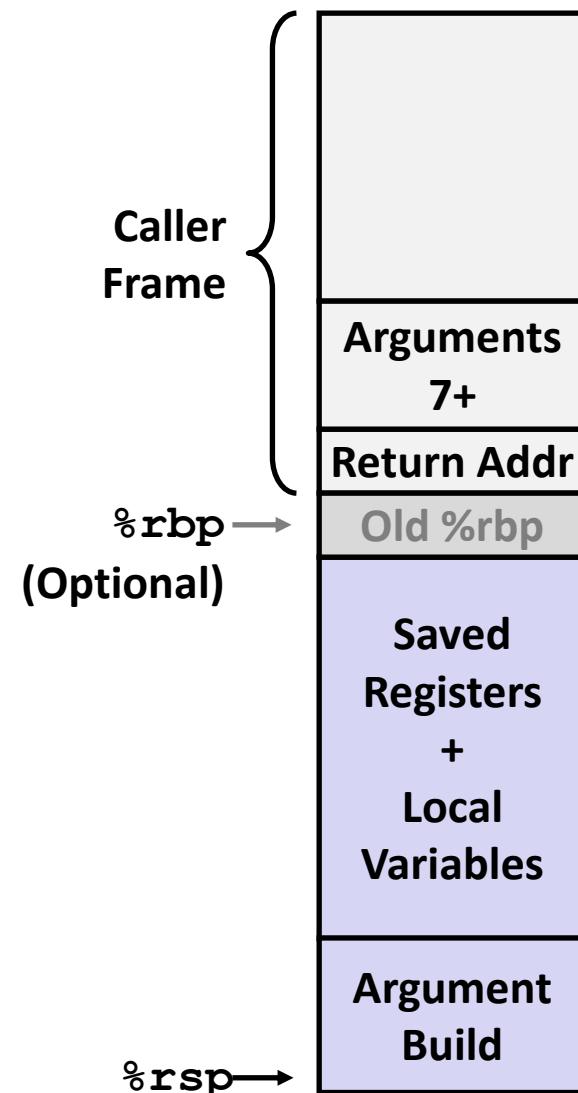 Caller
Frame
Arguments
7+
Return Addr
%rbp
Old %rbp
(Optional)
Saved
Registers
+
Local
Variables
Argument
Build
%rsp